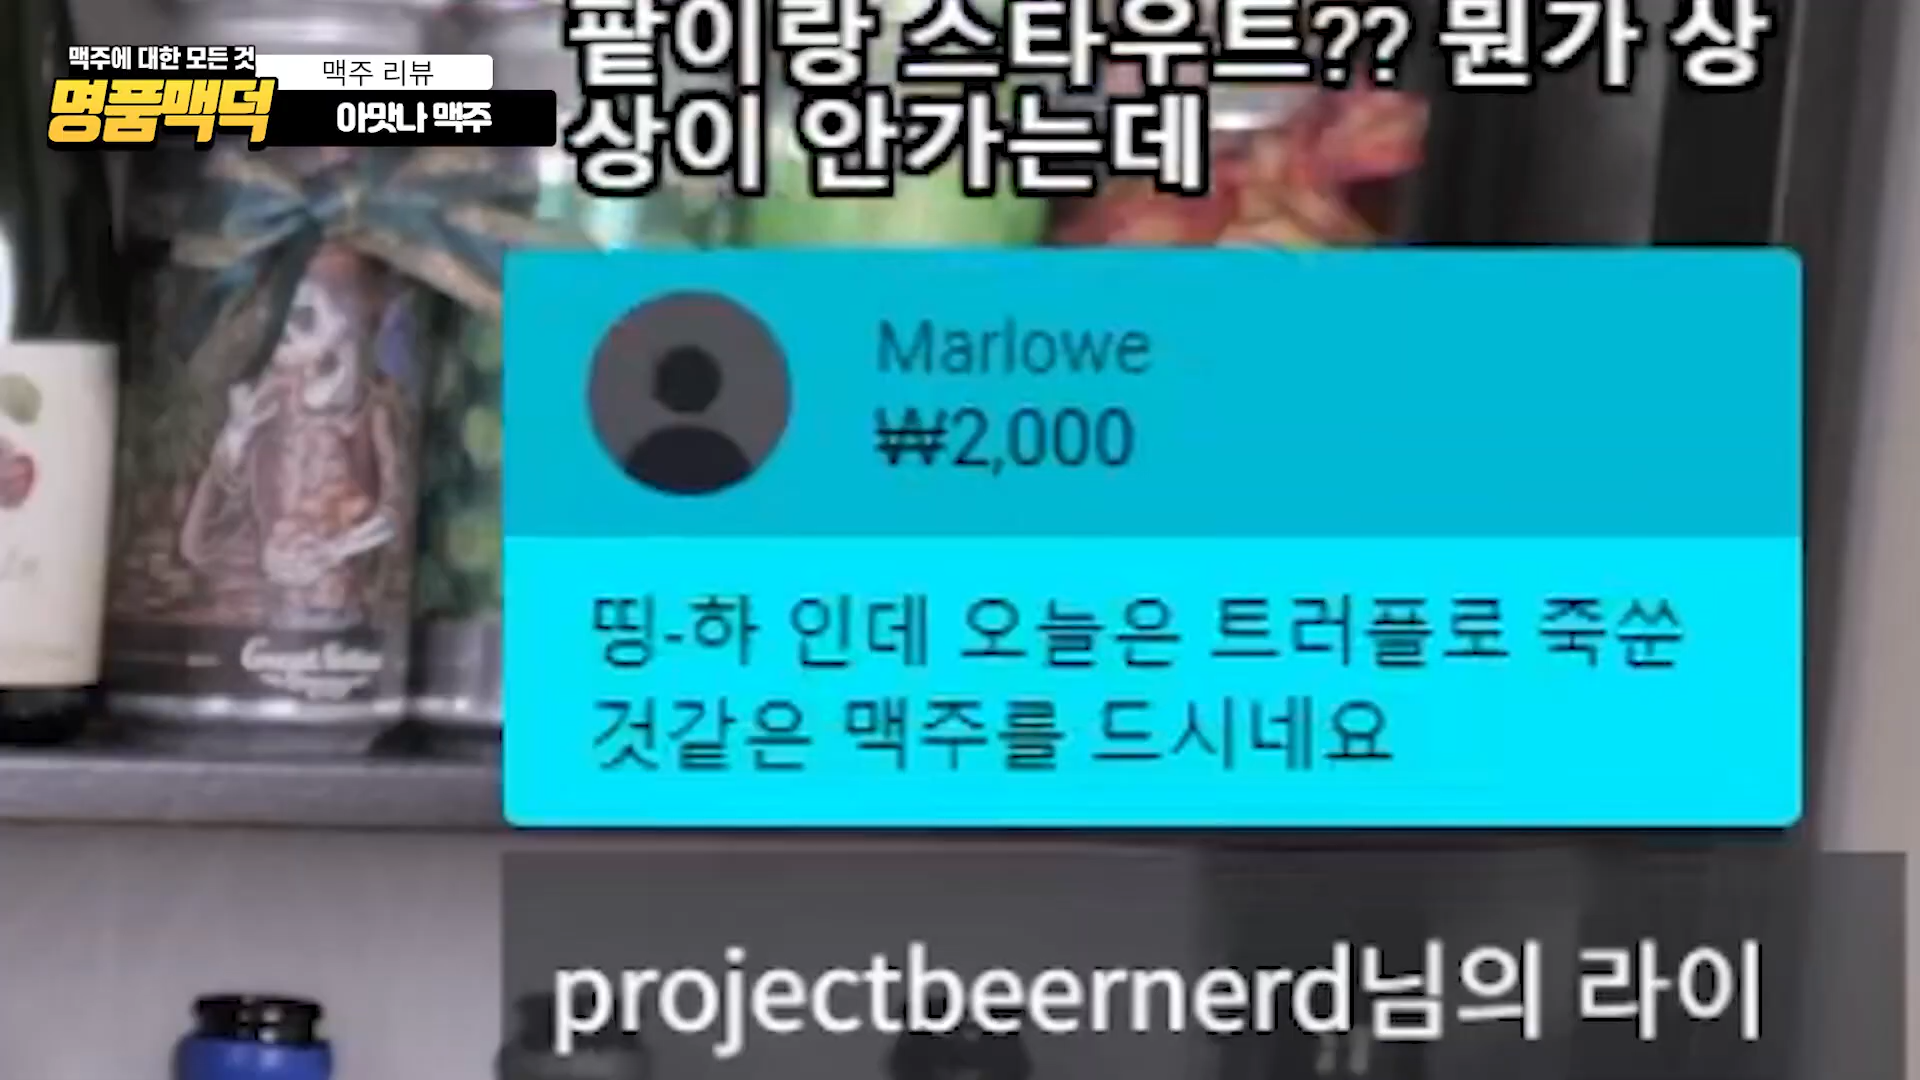 맥주에 대한 모든 것
명품맥덕
맥주 리뷰
아맛나 맥주
팥이랑 스타우트?? 뭔가 상
상이 안가는데
Marlowe
₩2,000
띵-하 인데 오늘은 트러플로 죽쑨
것같은 맥주를 드시네요
projectbeernerd님의 라이